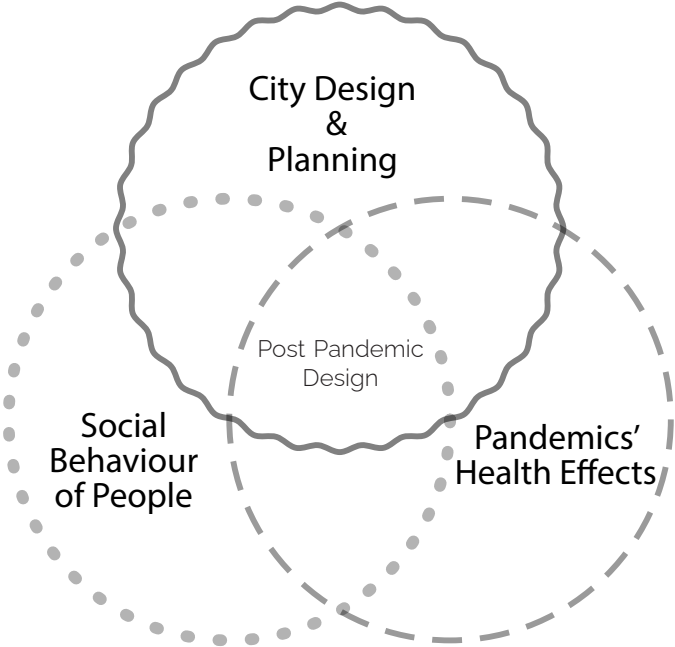 City Design
&
Planning
Post Pandemic
Design
Social
Behaviour
of People
Pandemics’
Health Effects